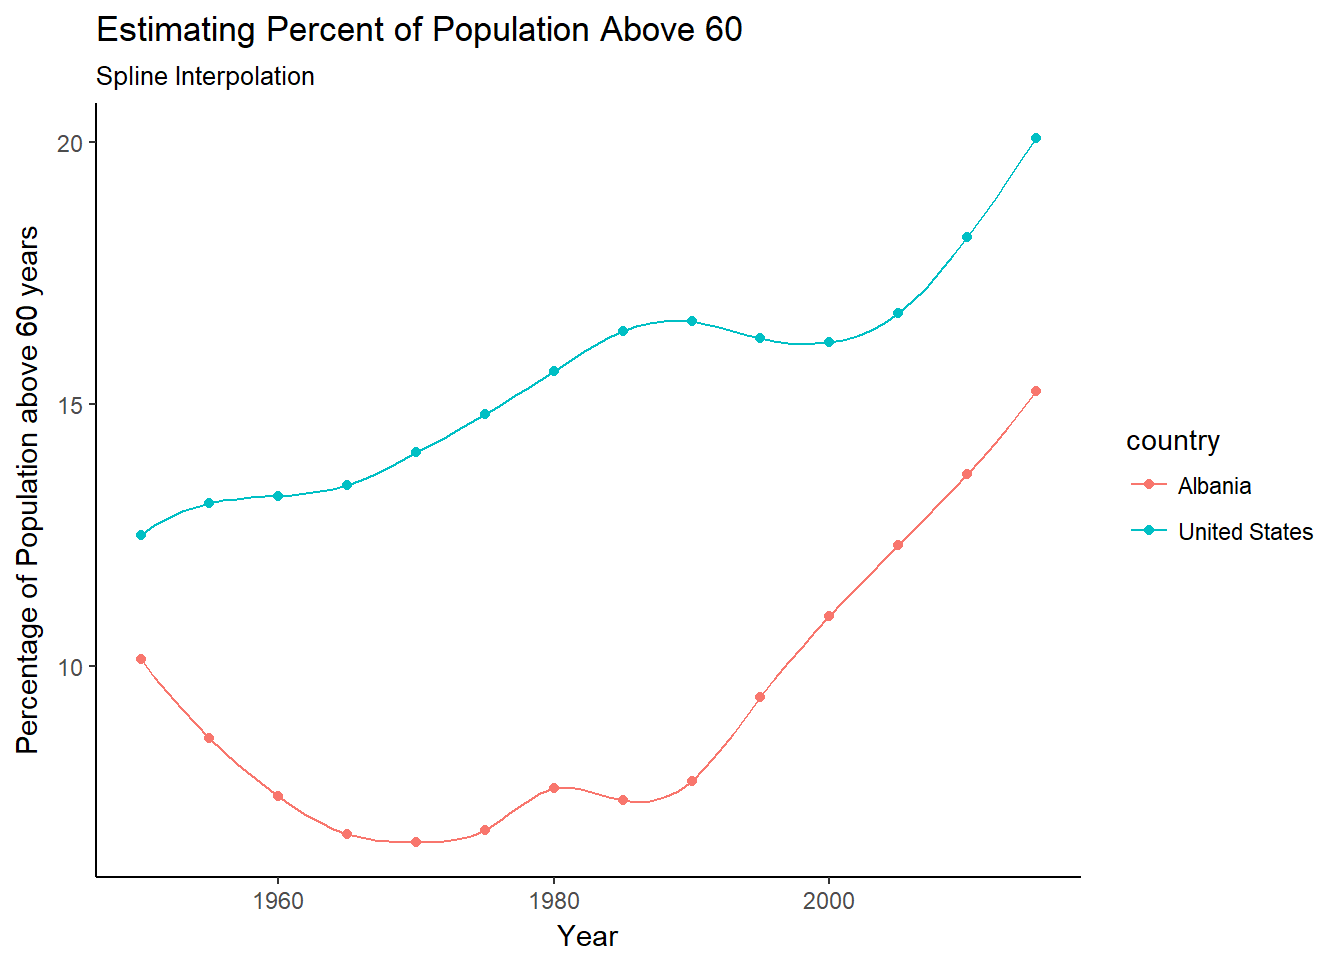 Estimating Percent of Population Above 60
Spline Interpolation
Percentage of Population above 60 years
20
15
10
1960
1980
2000
Year
country
Albania
United States